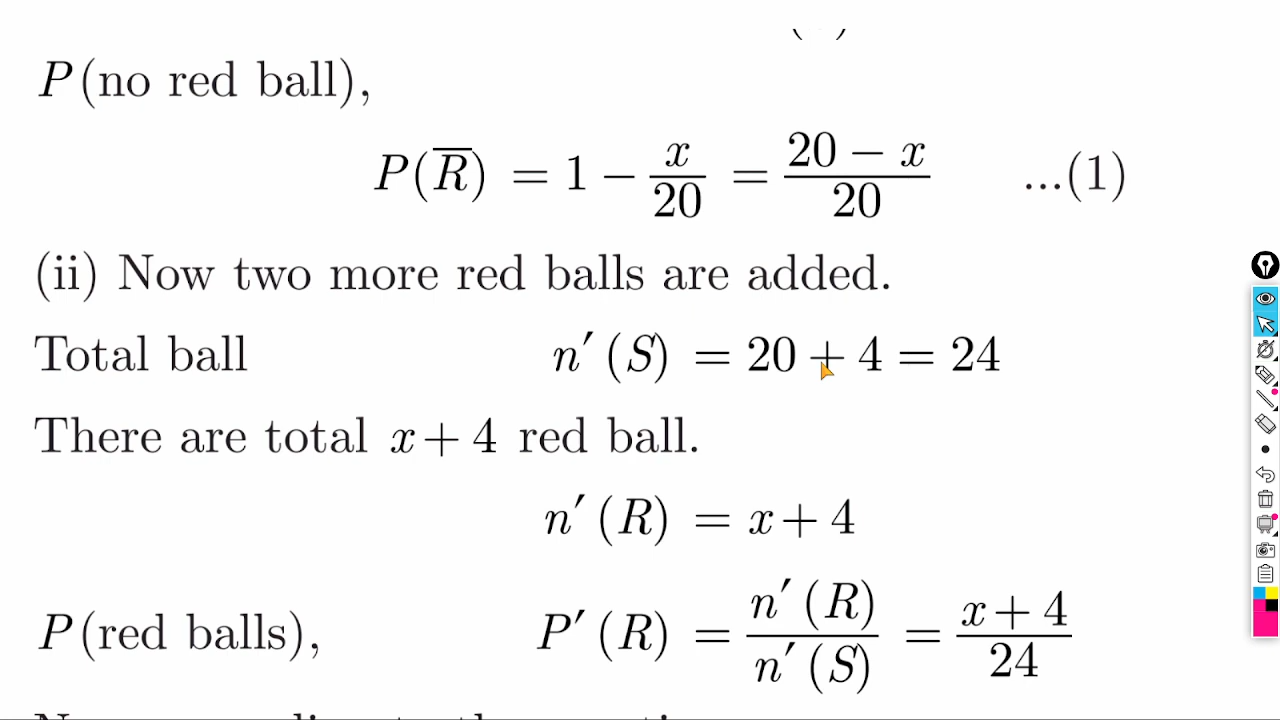 P(no red ball),
P(R̅) = 1 − x/20 = (20 − x)/20 ...(1)
(ii) Now two more red balls are added.
Total ball n′(S) = 20 + 4 = 24
There are total x + 4 red ball.
n′(R) = x + 4
P(red balls), P′(R) = n′(R)/n′(S) = (x + 4)/24